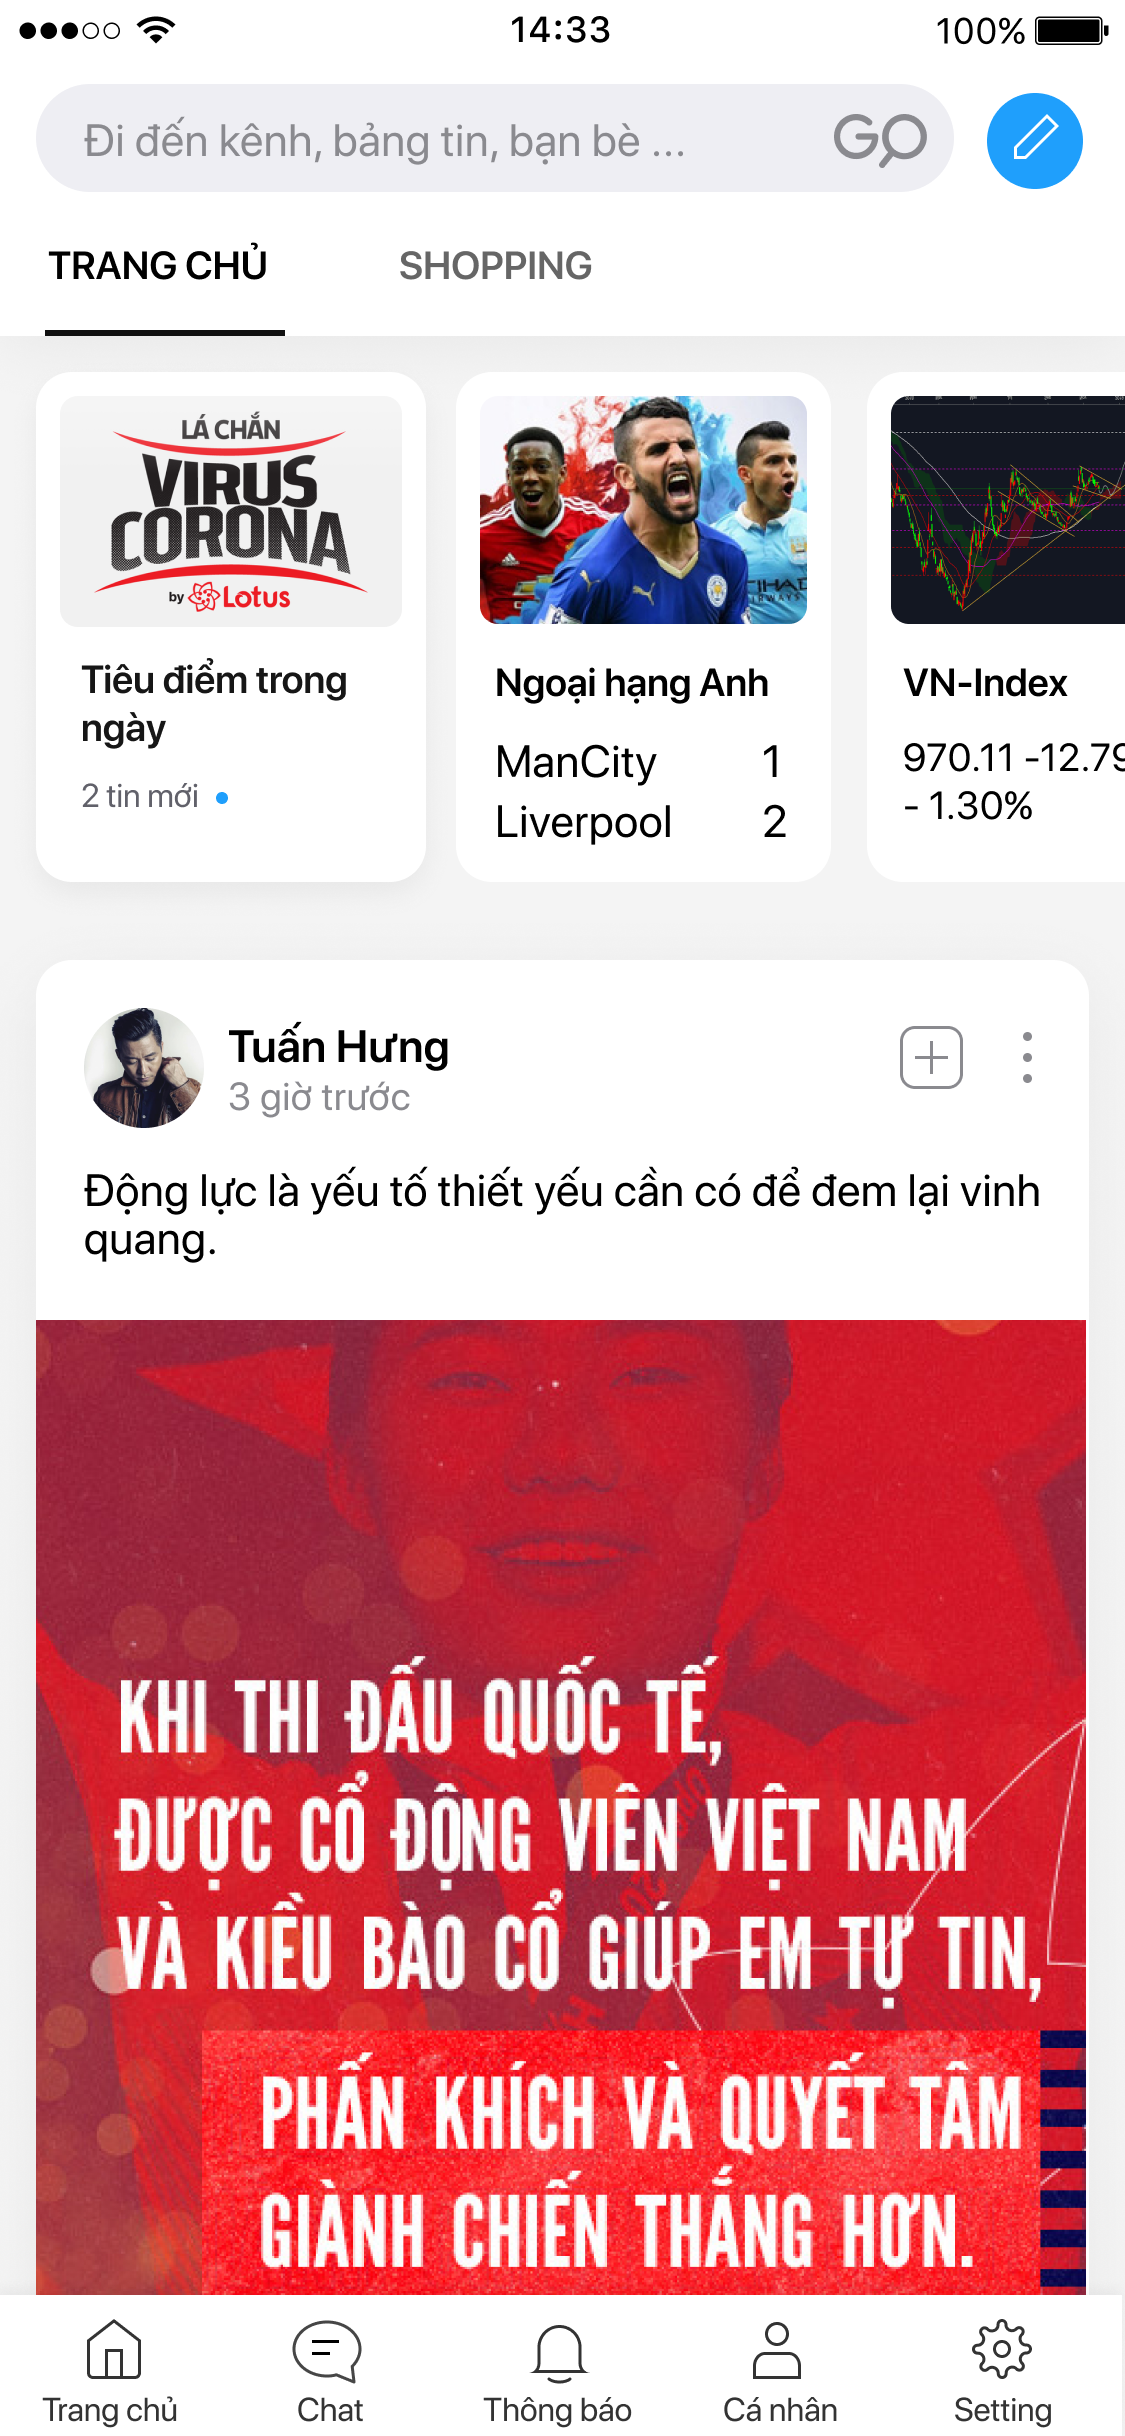 14:33
100%
Đi đến kênh, bảng tin, bạn bè ...
GO
TRANG CHỦ
SHOPPING
LÁ CHẮN
VIRUS
CORONA
by Lotus
Tiêu điểm trong
ngày
2 tin mới
Ngoại hạng Anh
ManCity 1
Liverpool 2
VN-Index
970.11 -12.79
- 1.30%
Tuấn Hưng
3 giờ trước
Động lực là yếu tố thiết yếu cần có để đem lại vinh
quang.
KHI THI ĐẤU QUỐC TẾ,
ĐƯỢC CỔ ĐỘNG VIÊN VIỆT NAM
VÀ KIỀU BÀO CỔ GIÚP EM TỰ TIN,
PHẤN KHÍCH VÀ QUYẾT TÂM
GIÀNH CHIẾN THẮNG HƠN.
Trang chủ
Chat
Thông báo
Cá nhân
Setting